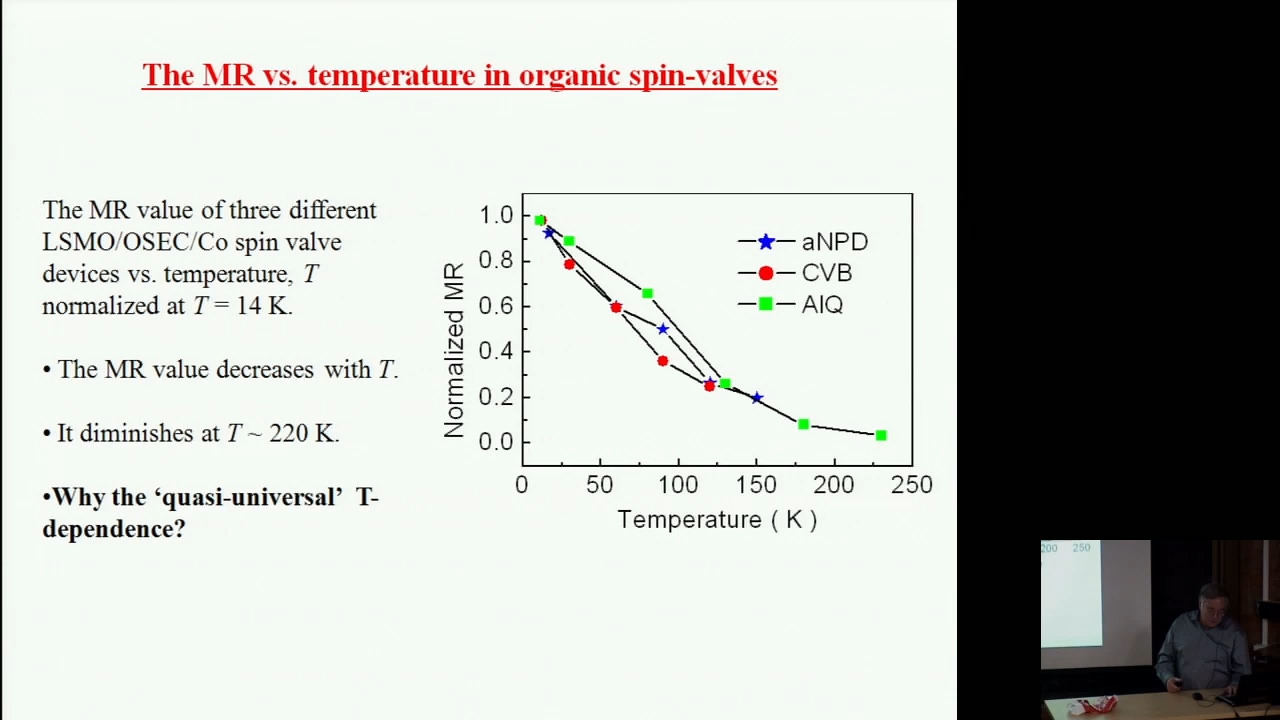 The MR vs. temperature in organic spin-valves
The MR value of three different
LSMO/OSEC/Co spin valve
devices vs. temperature, T
normalized at T = 14 K.
• The MR value decreases with T.
• It diminishes at T ~ 220 K.
•Why the ‘quasi-universal’ T-
dependence?
Normalized MR
1.0
0.8
0.6
0.4
0.2
0.0
aNPD
CVB
AlQ
0 50 100 150 200 250
Temperature ( K )
200 250